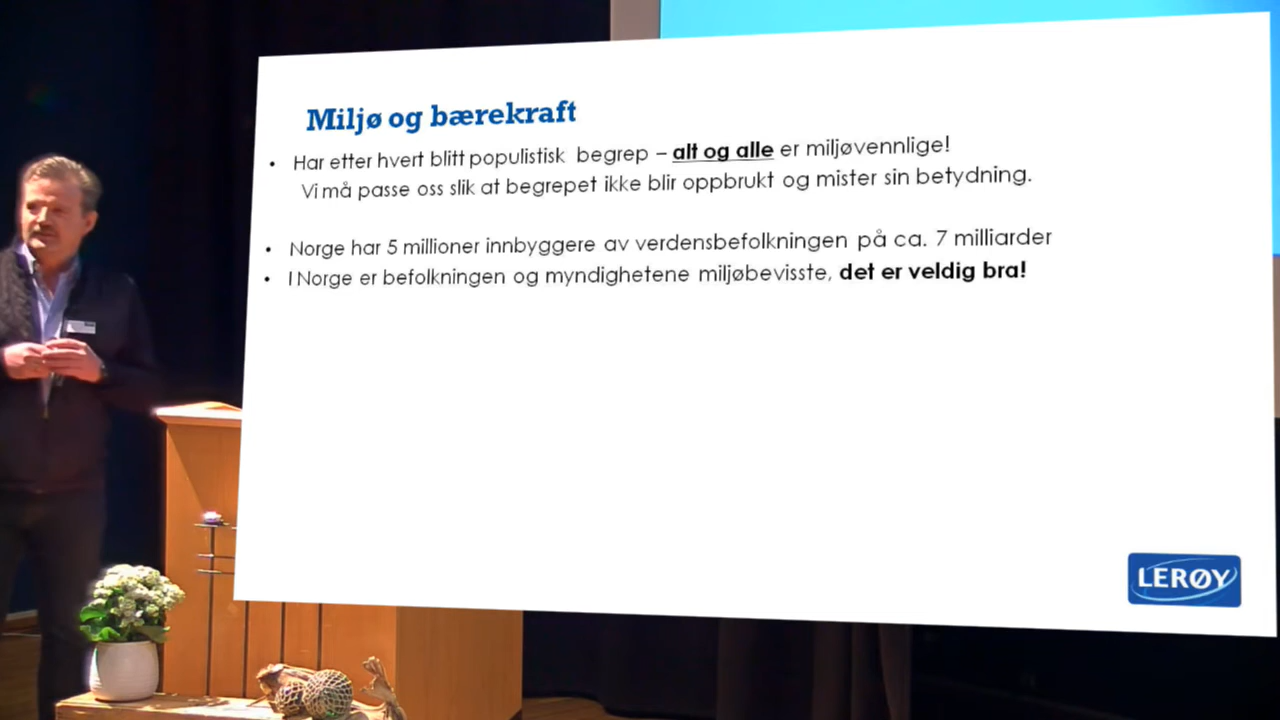 Miljø og bærekraft
• Har etter hvert blitt populistisk begrep – alt og alle er miljøvennlige!
Vi må passe oss slik at begrepet ikke blir oppbrukt og mister sin betydning.
• Norge har 5 millioner innbyggere av verdensbefolkningen på ca. 7 milliarder
• I Norge er befolkningen og myndighetene miljøbevisste, det er veldig bra!
LERØY